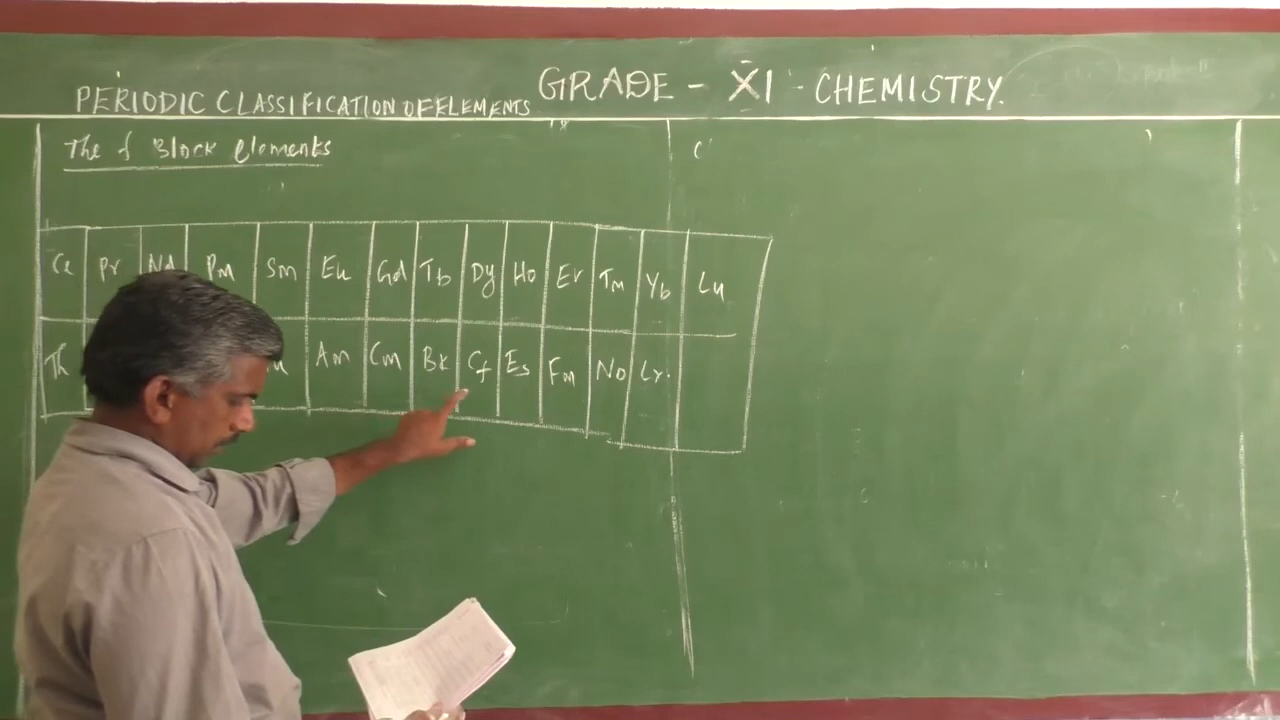 PERIODIC CLASSIFICATION OF ELEMENTS GRADE - XI - CHEMISTRY.
The f Block Elements
Ce Pr Nd Pm Sm Eu Gd Tb Dy Ho Er Tm Yb Lu
Th Am Cm Bk Cf Es Fm No Lr.